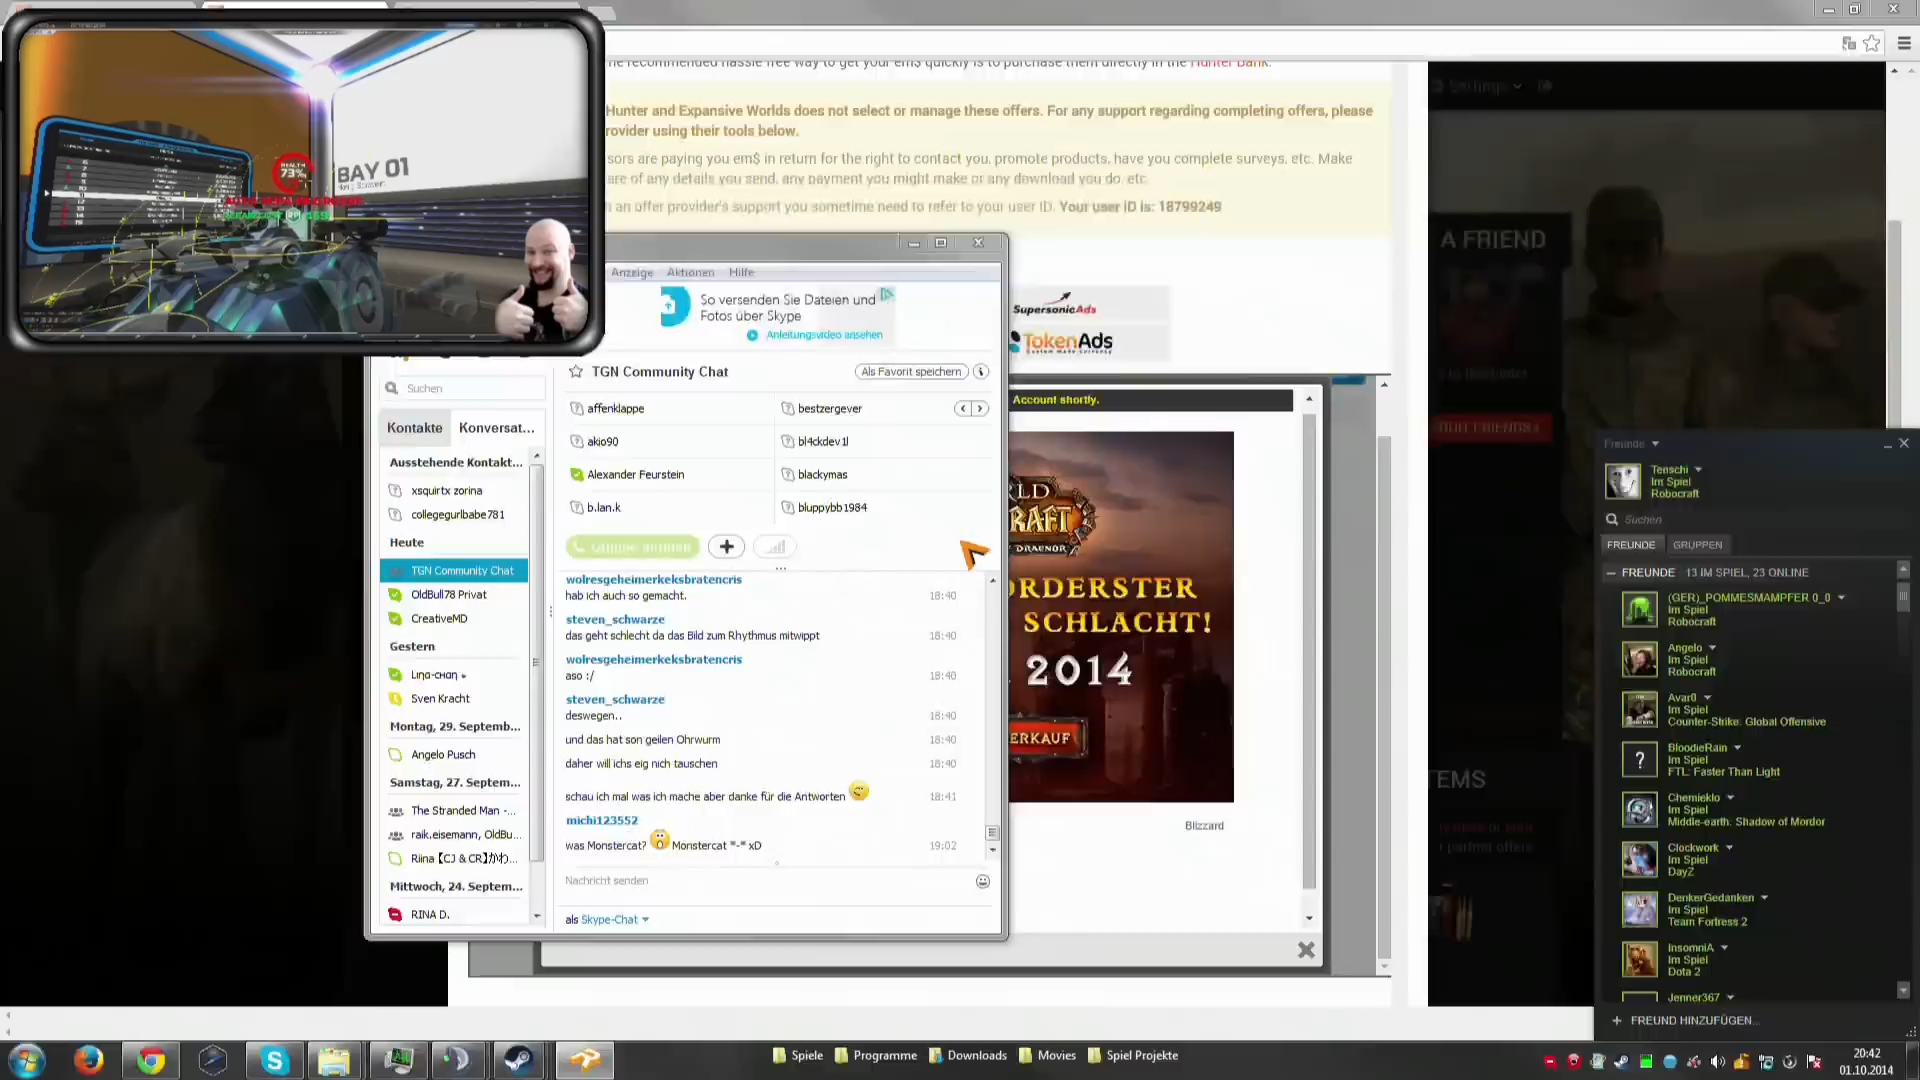 BAY 01
HEALTH
73%
he recommended hassle free way to get your em$ quickly is to purchase them directly in the Hunter Bank.
Hunter and Expansive Worlds does not select or manage these offers. For any support regarding completing offers, please
rovider using their tools below.
sors are paying you em$ in return for the right to contact you, promote products, have you complete surveys, etc. Make
are of any details you send, any payment you might make or any download you do, etc.
h an offer provider's support you sometime need to refer to your user ID. Your user ID is: 18799249
Settings
A FRIEND
Anzeige Aktionen Hilfe
So versenden Sie Dateien und
Fotos über Skype
Anleitungsvideo ansehen
SupersonicAds
TokenAds
TGN Community Chat
Als Favorit speichern
Suchen
Kontakte Konversat...
affenklappe
bestzergever
akio90
bl4ckdev1l
Alexander Feurstein
blackymas
b.lan.k
bluppybb1984
Ausstehende Kontakt...
xsquirtx zorina
collegegurlbabe781
Heute
TGN Community Chat
OldBull78 Privat
CreativeMD
Gestern
Sven Kracht
Montag, 29. Septemb...
Angelo Pusch
Samstag, 27. Septem...
The Stranded Man -...
raik.eisemann, OldBu...
Riina【CJ & CR】かわ...
Mittwoch, 24. Septem...
RINA D.
wolresgeheimerkeksbratencris
hab ich auch so gemacht. 18:40
steven_schwarze
das geht schlecht da das Bild zum Rhythmus mitwippt 18:40
wolresgeheimerkeksbratencris
aso :/ 18:40
steven_schwarze
deswegen.. 18:40
und das hat son geilen Ohrwurm 18:40
daher will ichs eig nich tauschen 18:40
schau ich mal was ich mache aber danke für die Antworten 18:41
michi123552
was Monstercat? Monstercat *-* xD 19:02
Nachricht senden
als Skype-Chat
Account shortly.
LD
RAFT
DRAENOR
ORDERSTER
SCHLACHT!
2014
ERKAUF
Blizzard
TEMS
Freunde
Tenschi
Im Spiel
Robocraft
Suchen
FREUNDE GRUPPEN
FREUNDE 13 IM SPIEL, 23 ONLINE
(GER)_POMMESMAMPFER 0_0
Im Spiel
Robocraft
Angelo
Im Spiel
Robocraft
Avar0
Im Spiel
Counter-Strike: Global Offensive
BloodieRain
?
Im Spiel
FTL: Faster Than Light
Chemieklo
Im Spiel
Middle-earth: Shadow of Mordor
Clockwork
Im Spiel
DayZ
DenkerGedanken
Im Spiel
Team Fortress 2
InsomniA
Im Spiel
Dota 2
Jenner367
FREUND HINZUFÜGEN...
Spiele Programme Downloads Movies Spiel Projekte
20:42
01.10.2014